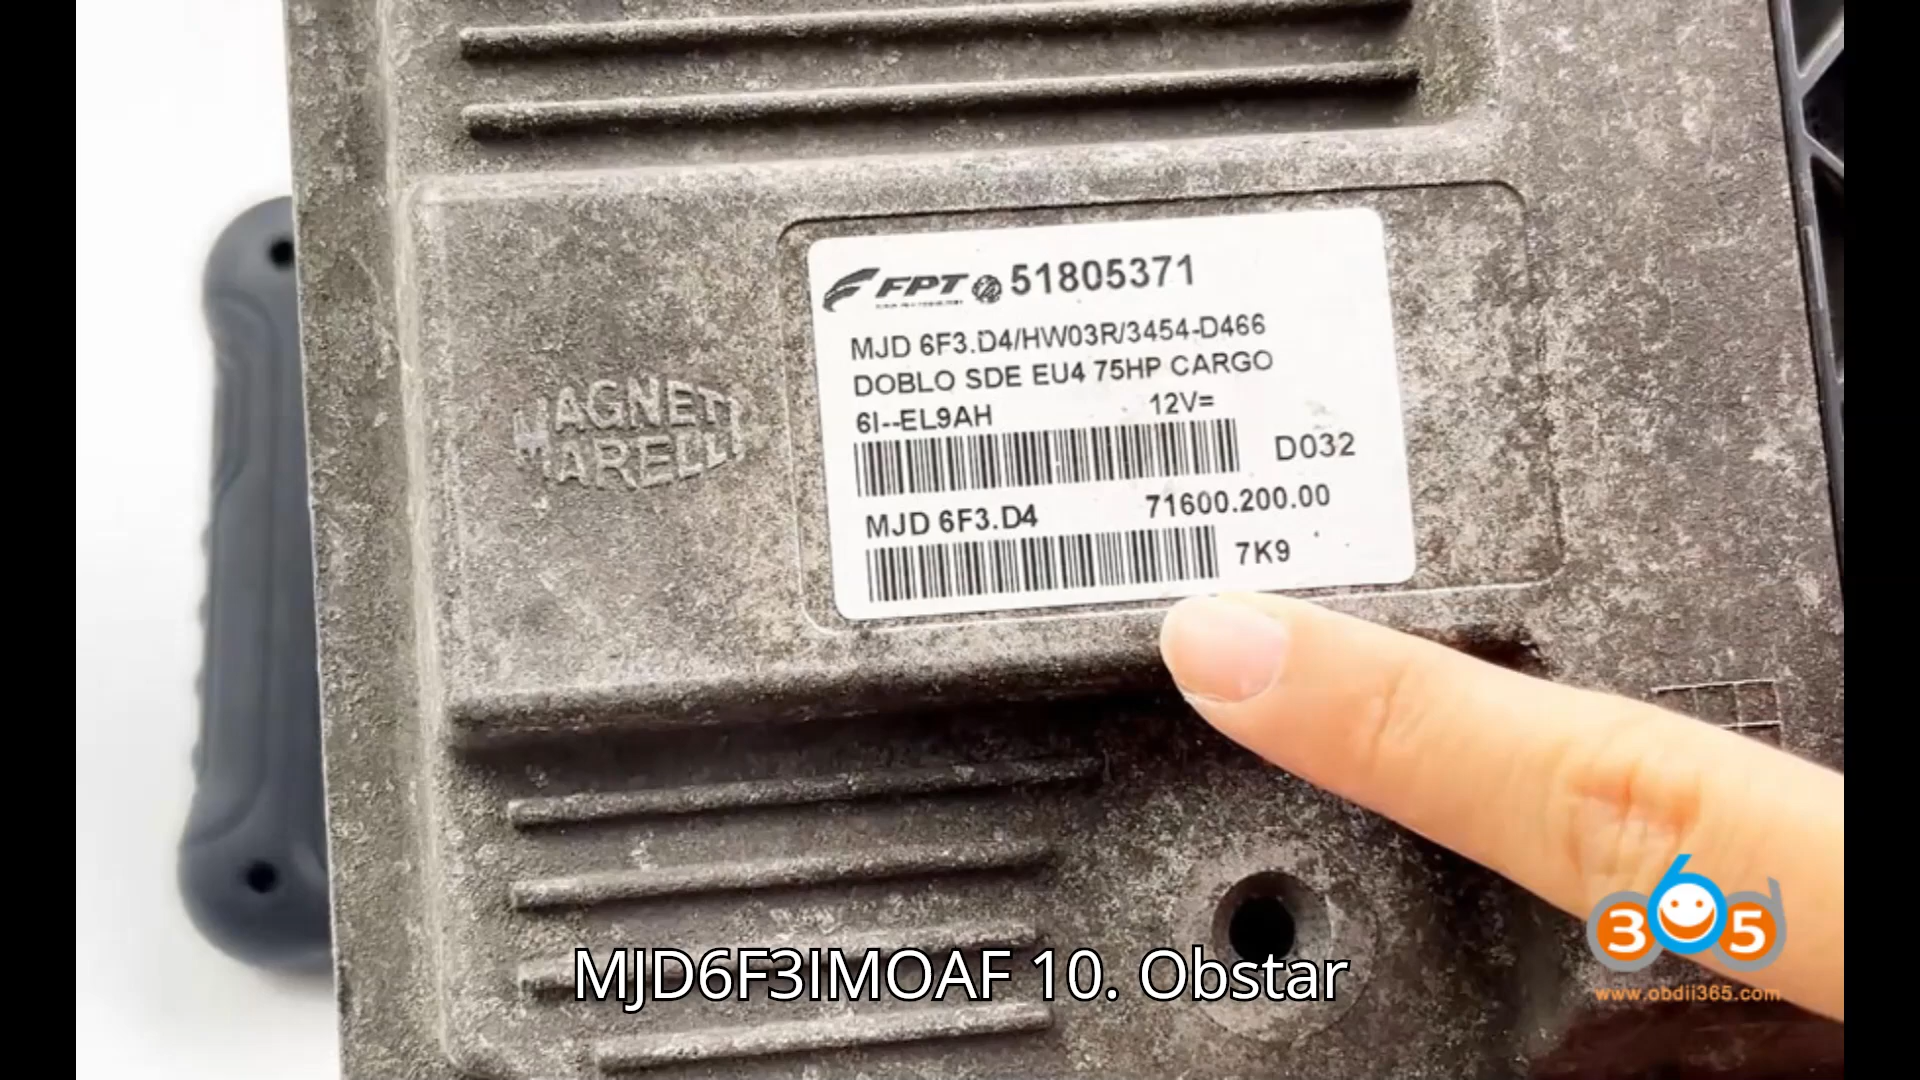 FPT 51805371
MJD 6F3.D4/HW03R/3454-D466
DOBLO SDE EU4 75HP CARGO
6I--EL9AH 12V=
D032
MJD 6F3.D4 71600.200.00
7K9
MAGNETI
MARELLI
365
www.obdii365.com
MJD6F3IMOAF 10. Obstar